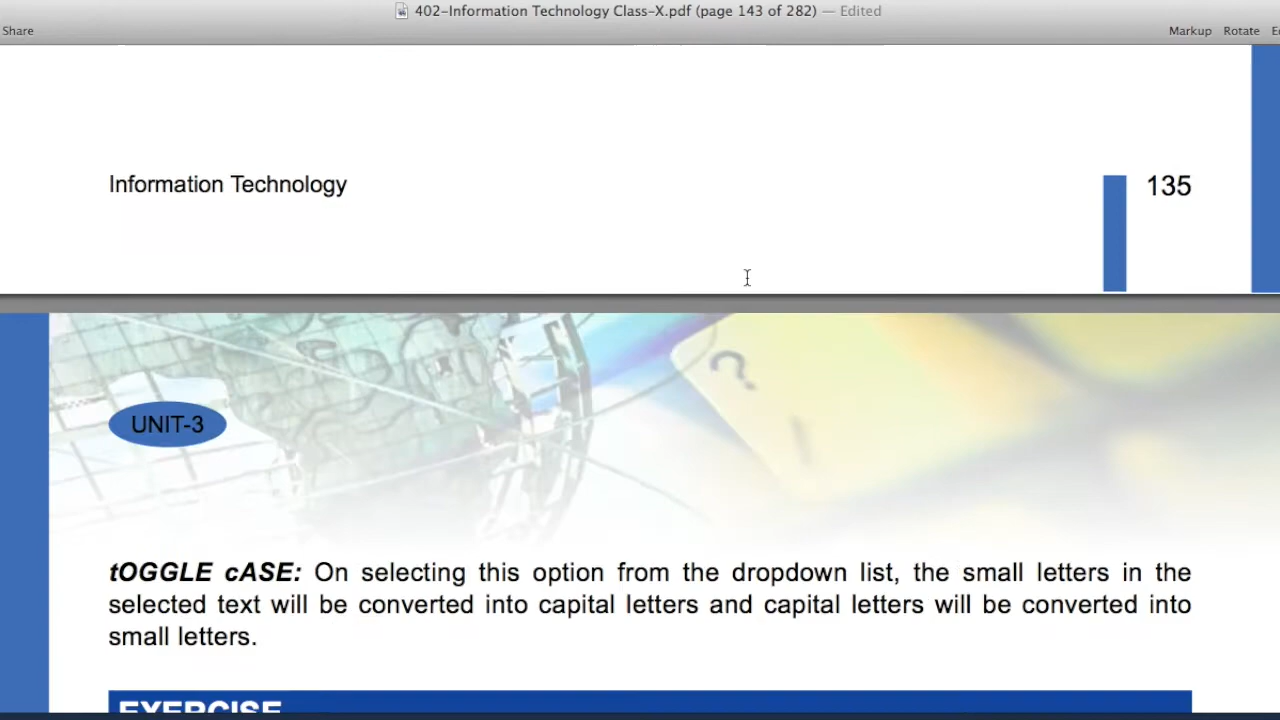 402-Information Technology Class-X.pdf (page 143 of 282) — Edited
Share
Markup Rotate
Information Technology
135
UNIT-3
tOGGLE cASE: On selecting this option from the dropdown list, the small letters in the
selected text will be converted into capital letters and capital letters will be converted into
small letters.
EXERCISE